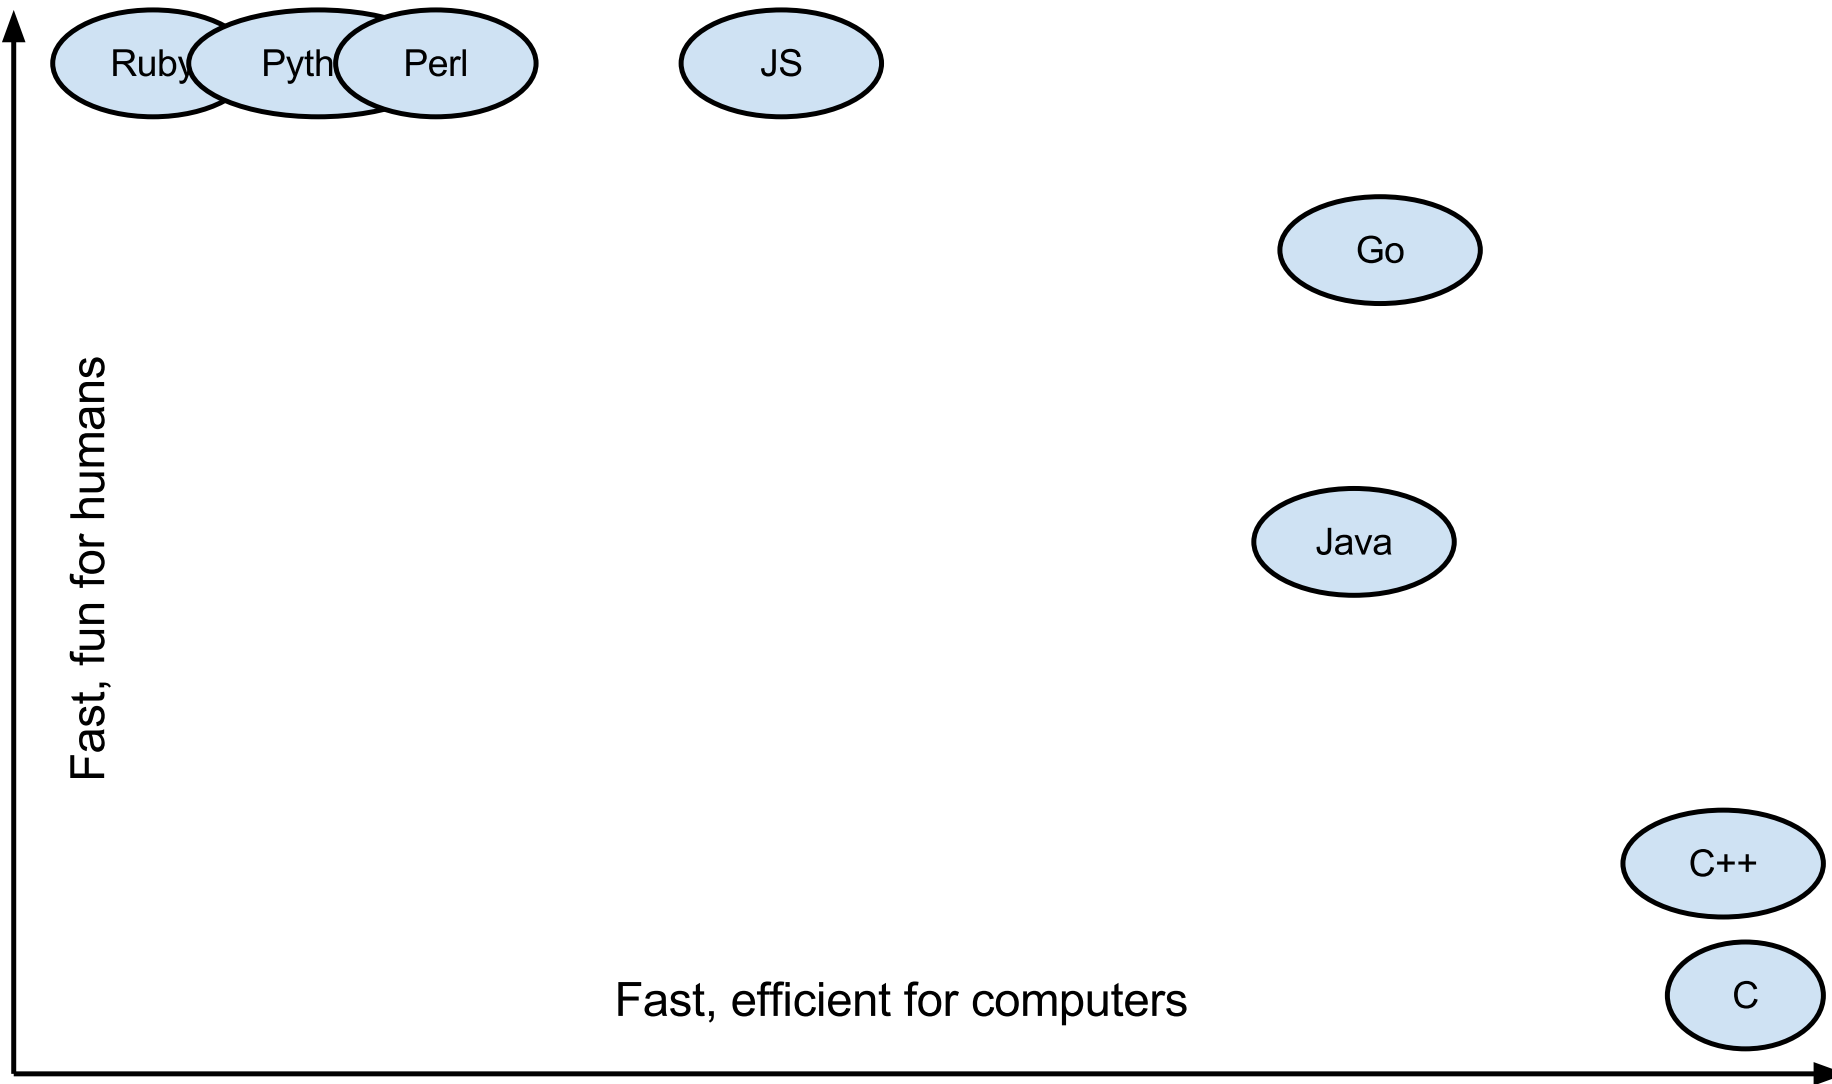 Ruby
Pyth
Perl
JS
Go
Fast, fun for humans
Java
C++
Fast, efficient for computers
C